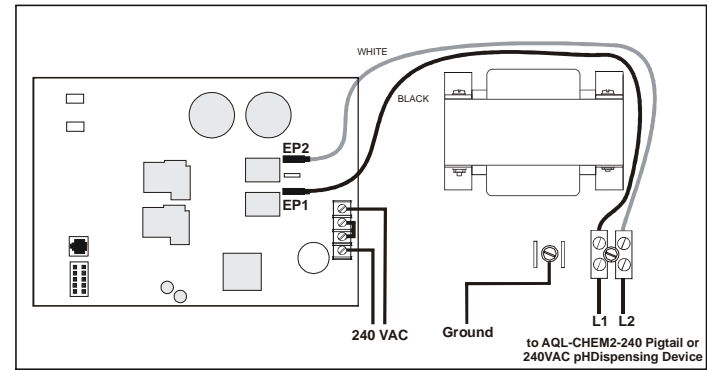 WHITE
BLACK
EP2
EP1
240 VAC
Ground
L1 L2
to AQL-CHEM2-240 Pigtail or
240VAC pHDispensing Device